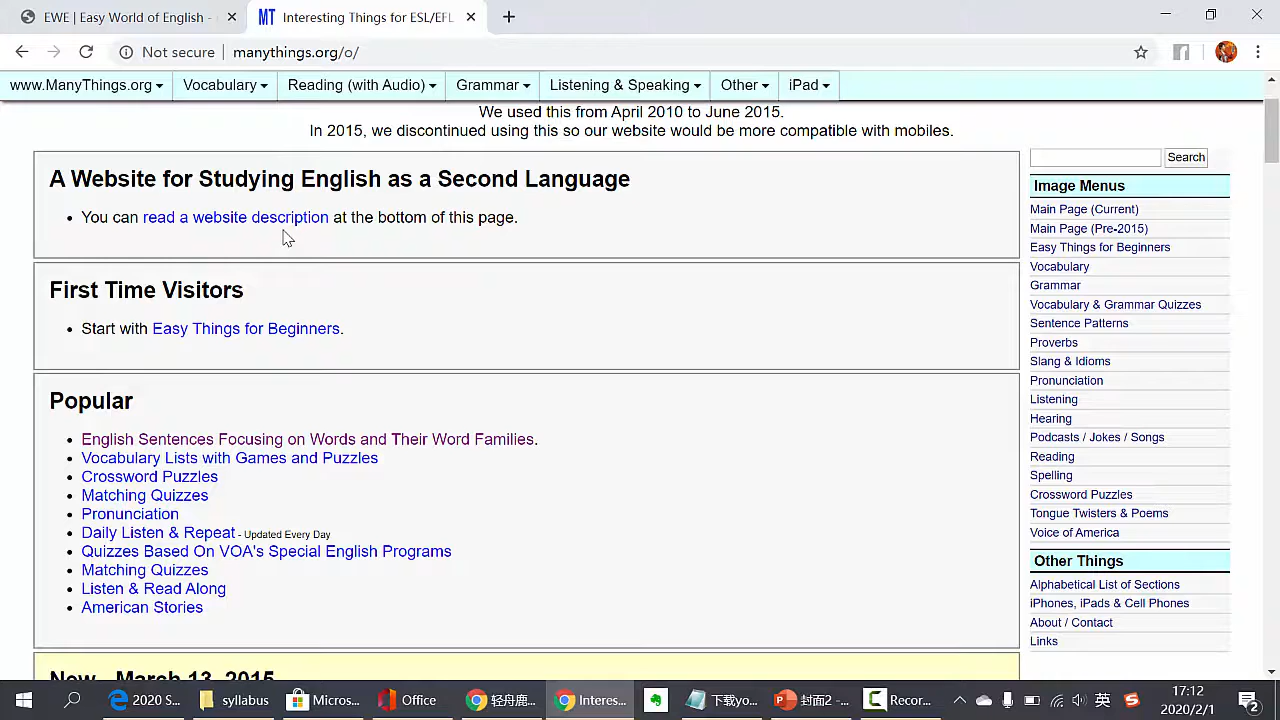 EWE | Easy World of English -
Interesting Things for ESL/EFL
Not secure
manythings.org/o/
www.ManyThings.org
Vocabulary
Reading (with Audio)
Grammar
Listening & Speaking
Other
iPad
We used this from April 2010 to June 2015.
In 2015, we discontinued using this so our website would be more compatible with mobiles.
A Website for Studying English as a Second Language
You can read a website description at the bottom of this page.
First Time Visitors
Start with Easy Things for Beginners.
Popular
English Sentences Focusing on Words and Their Word Families.
Vocabulary Lists with Games and Puzzles
Crossword Puzzles
Matching Quizzes
Pronunciation
Daily Listen & Repeat - Updated Every Day
Quizzes Based On VOA's Special English Programs
Matching Quizzes
Listen & Read Along
American Stories
New - March 13, 2015
Search
Image Menus
Main Page (Current)
Main Page (Pre-2015)
Easy Things for Beginners
Vocabulary
Grammar
Vocabulary & Grammar Quizzes
Sentence Patterns
Proverbs
Slang & Idioms
Pronunciation
Listening
Hearing
Podcasts / Jokes / Songs
Reading
Spelling
Crossword Puzzles
Tongue Twisters & Poems
Voice of America
Other Things
Alphabetical List of Sections
iPhones, iPads & Cell Phones
About / Contact
Links
2020 S...
syllabus
Micros...
Office
轻舟鹿...
Interes...
下载yo...
封面2 -...
Recor...
英
17:12
2020/2/1
2